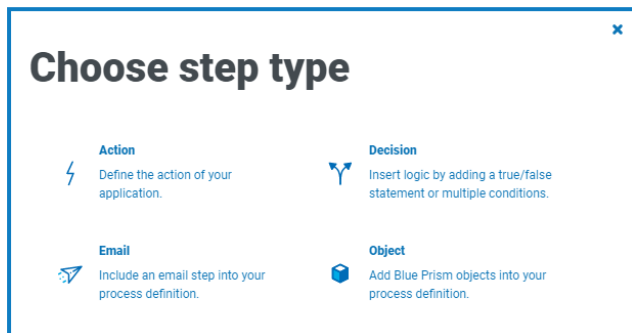 Choose step type
Action
Define the action of your
application.
Decision
Insert logic by adding a true/false
statement or multiple conditions.
Email
Include an email step into your
process definition.
Object
Add Blue Prism objects into your
process definition.